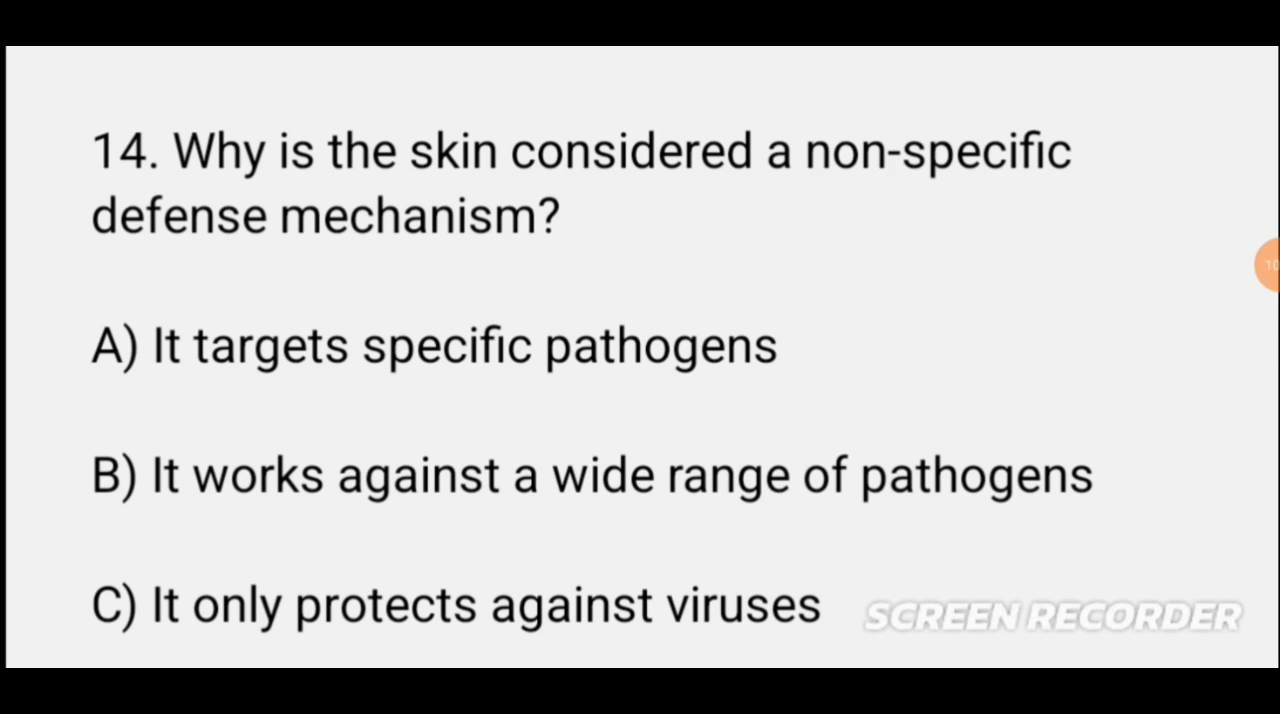 14. Why is the skin considered a non-specific
defense mechanism?
A) It targets specific pathogens
B) It works against a wide range of pathogens
C) It only protects against viruses
SCREEN RECORDER
10